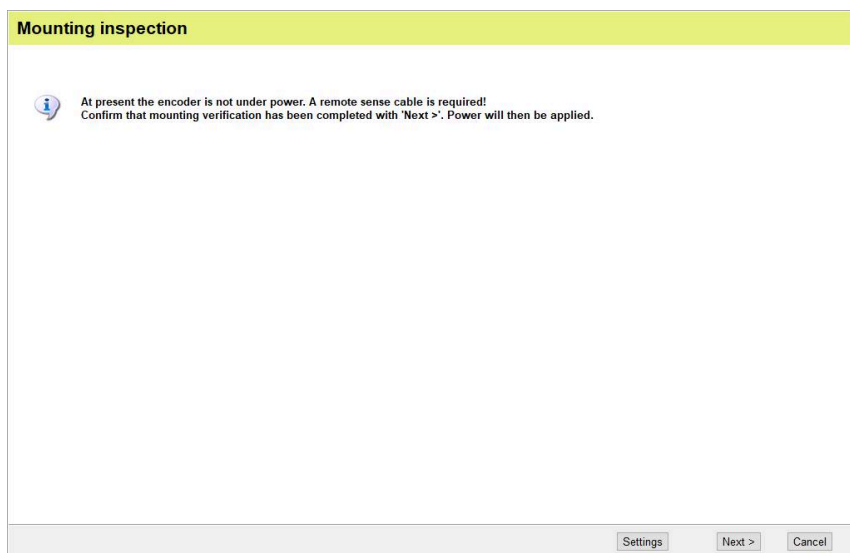 Mounting inspection
At present the encoder is not under power. A remote sense cable is required!
Confirm that mounting verification has been completed with 'Next >'. Power will then be applied.
Settings
Next >
Cancel